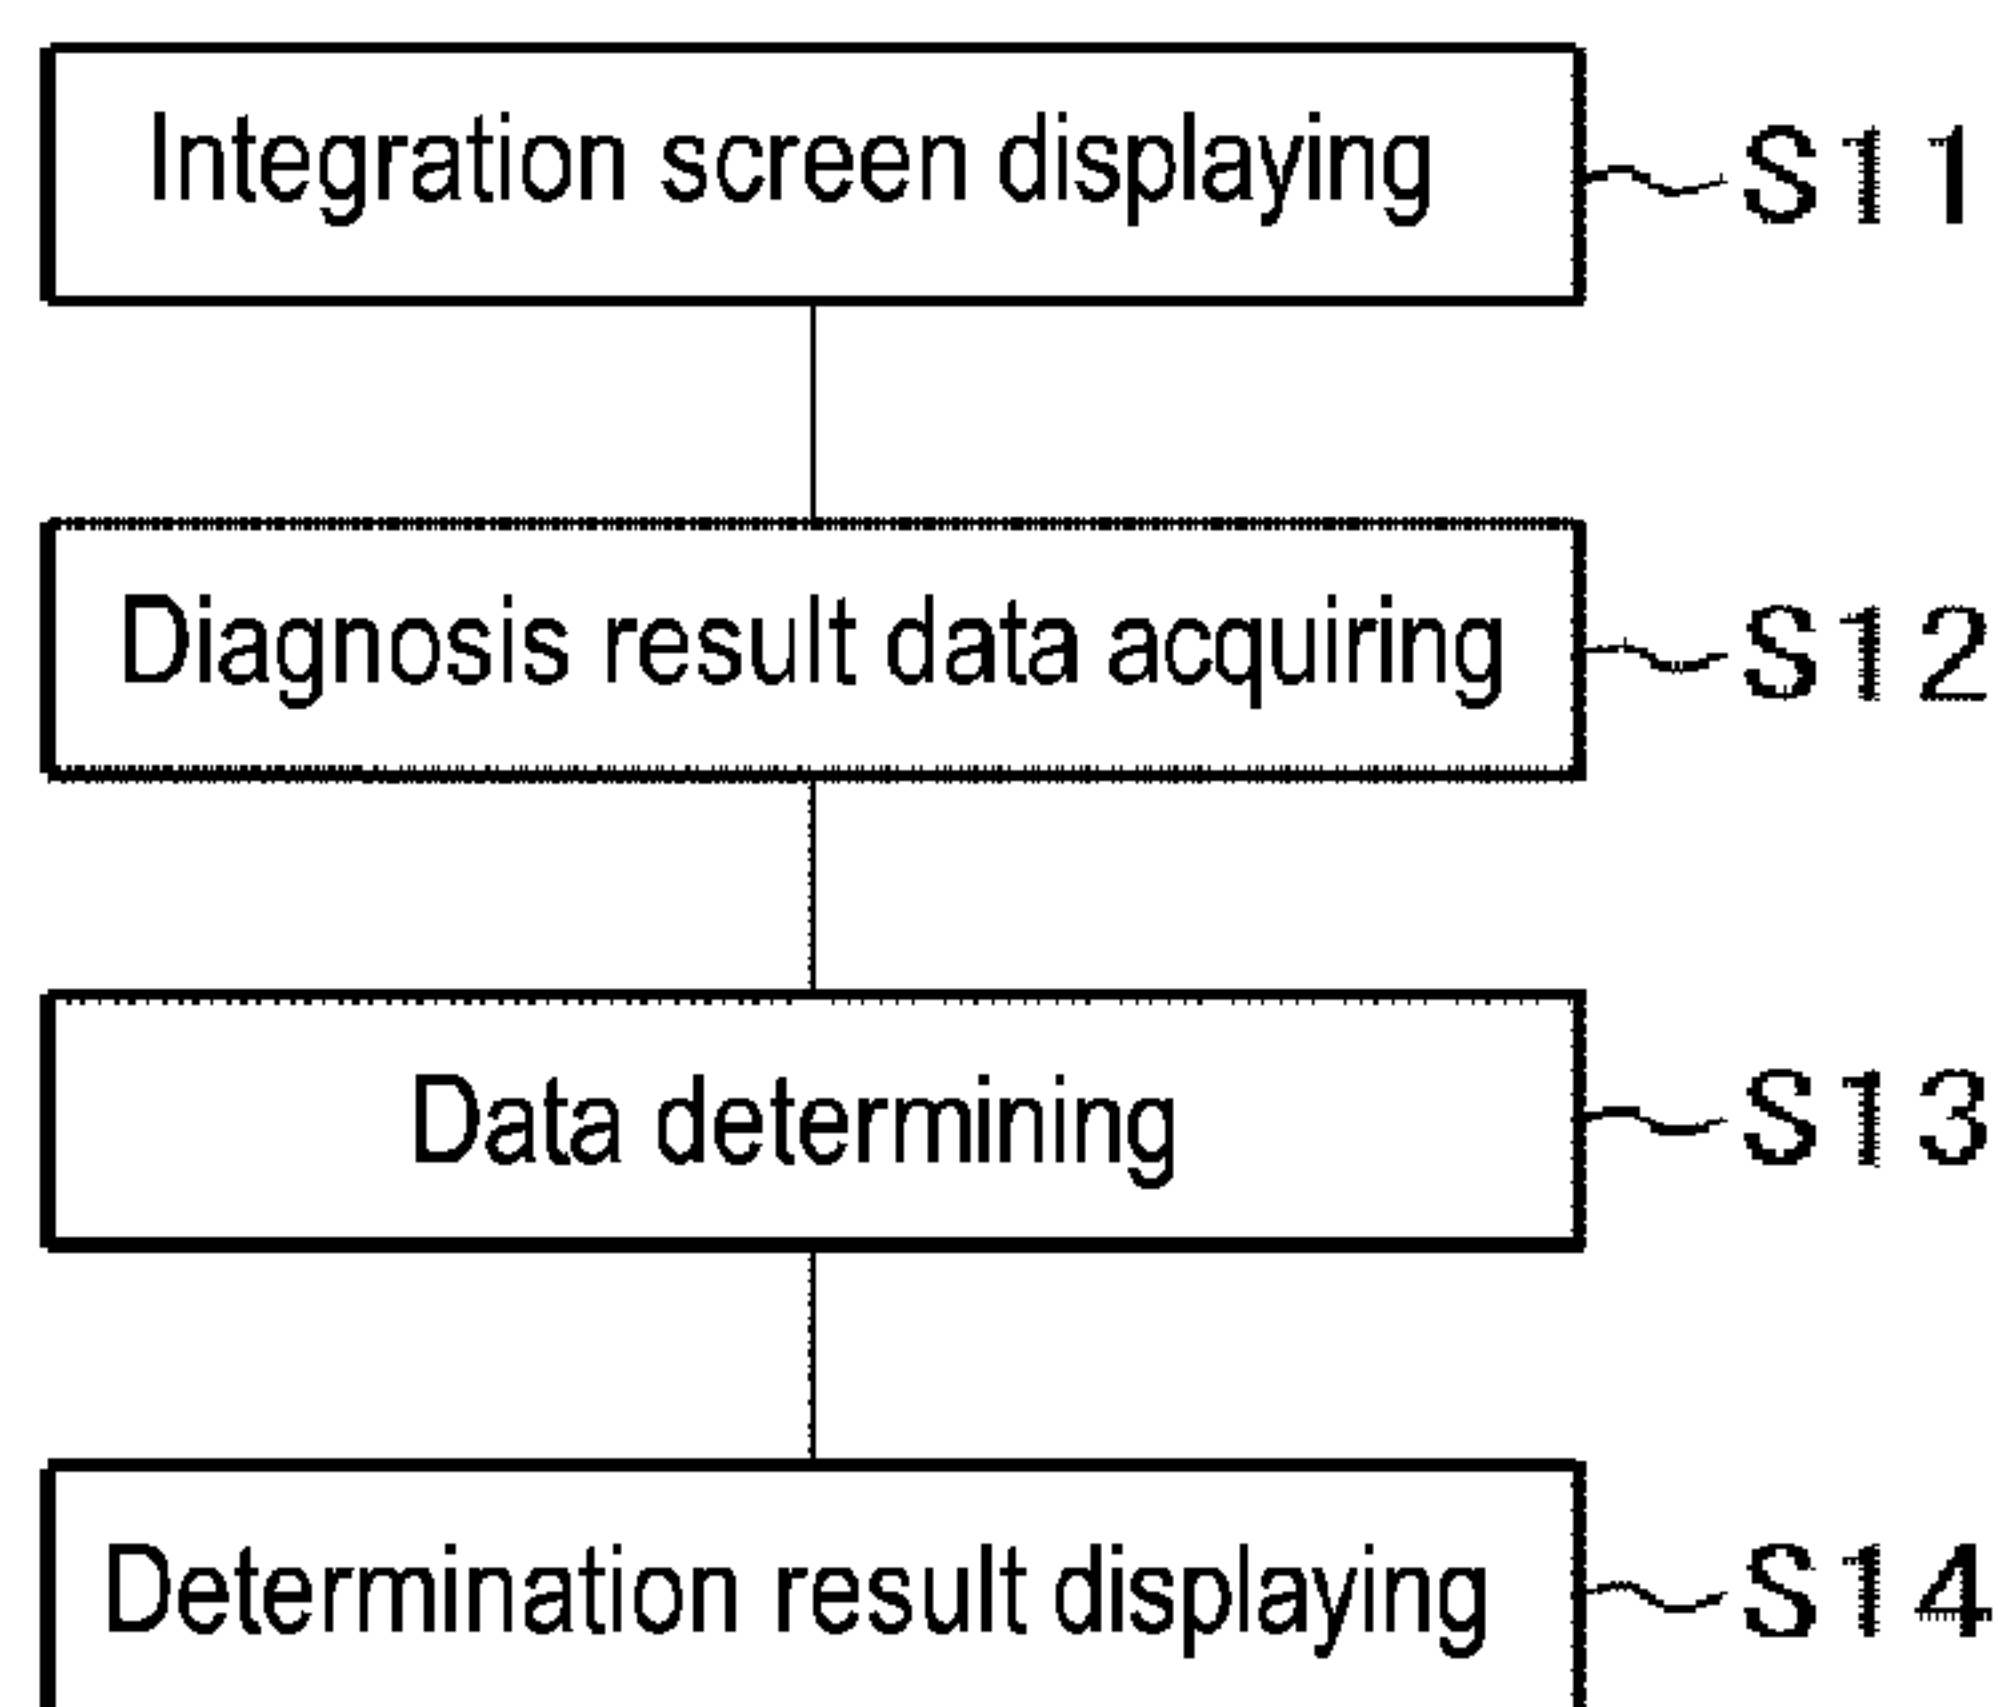 Integration screen displaying S11
Diagnosis result data acquiring S12
Data determining S13
Determination result displaying S14